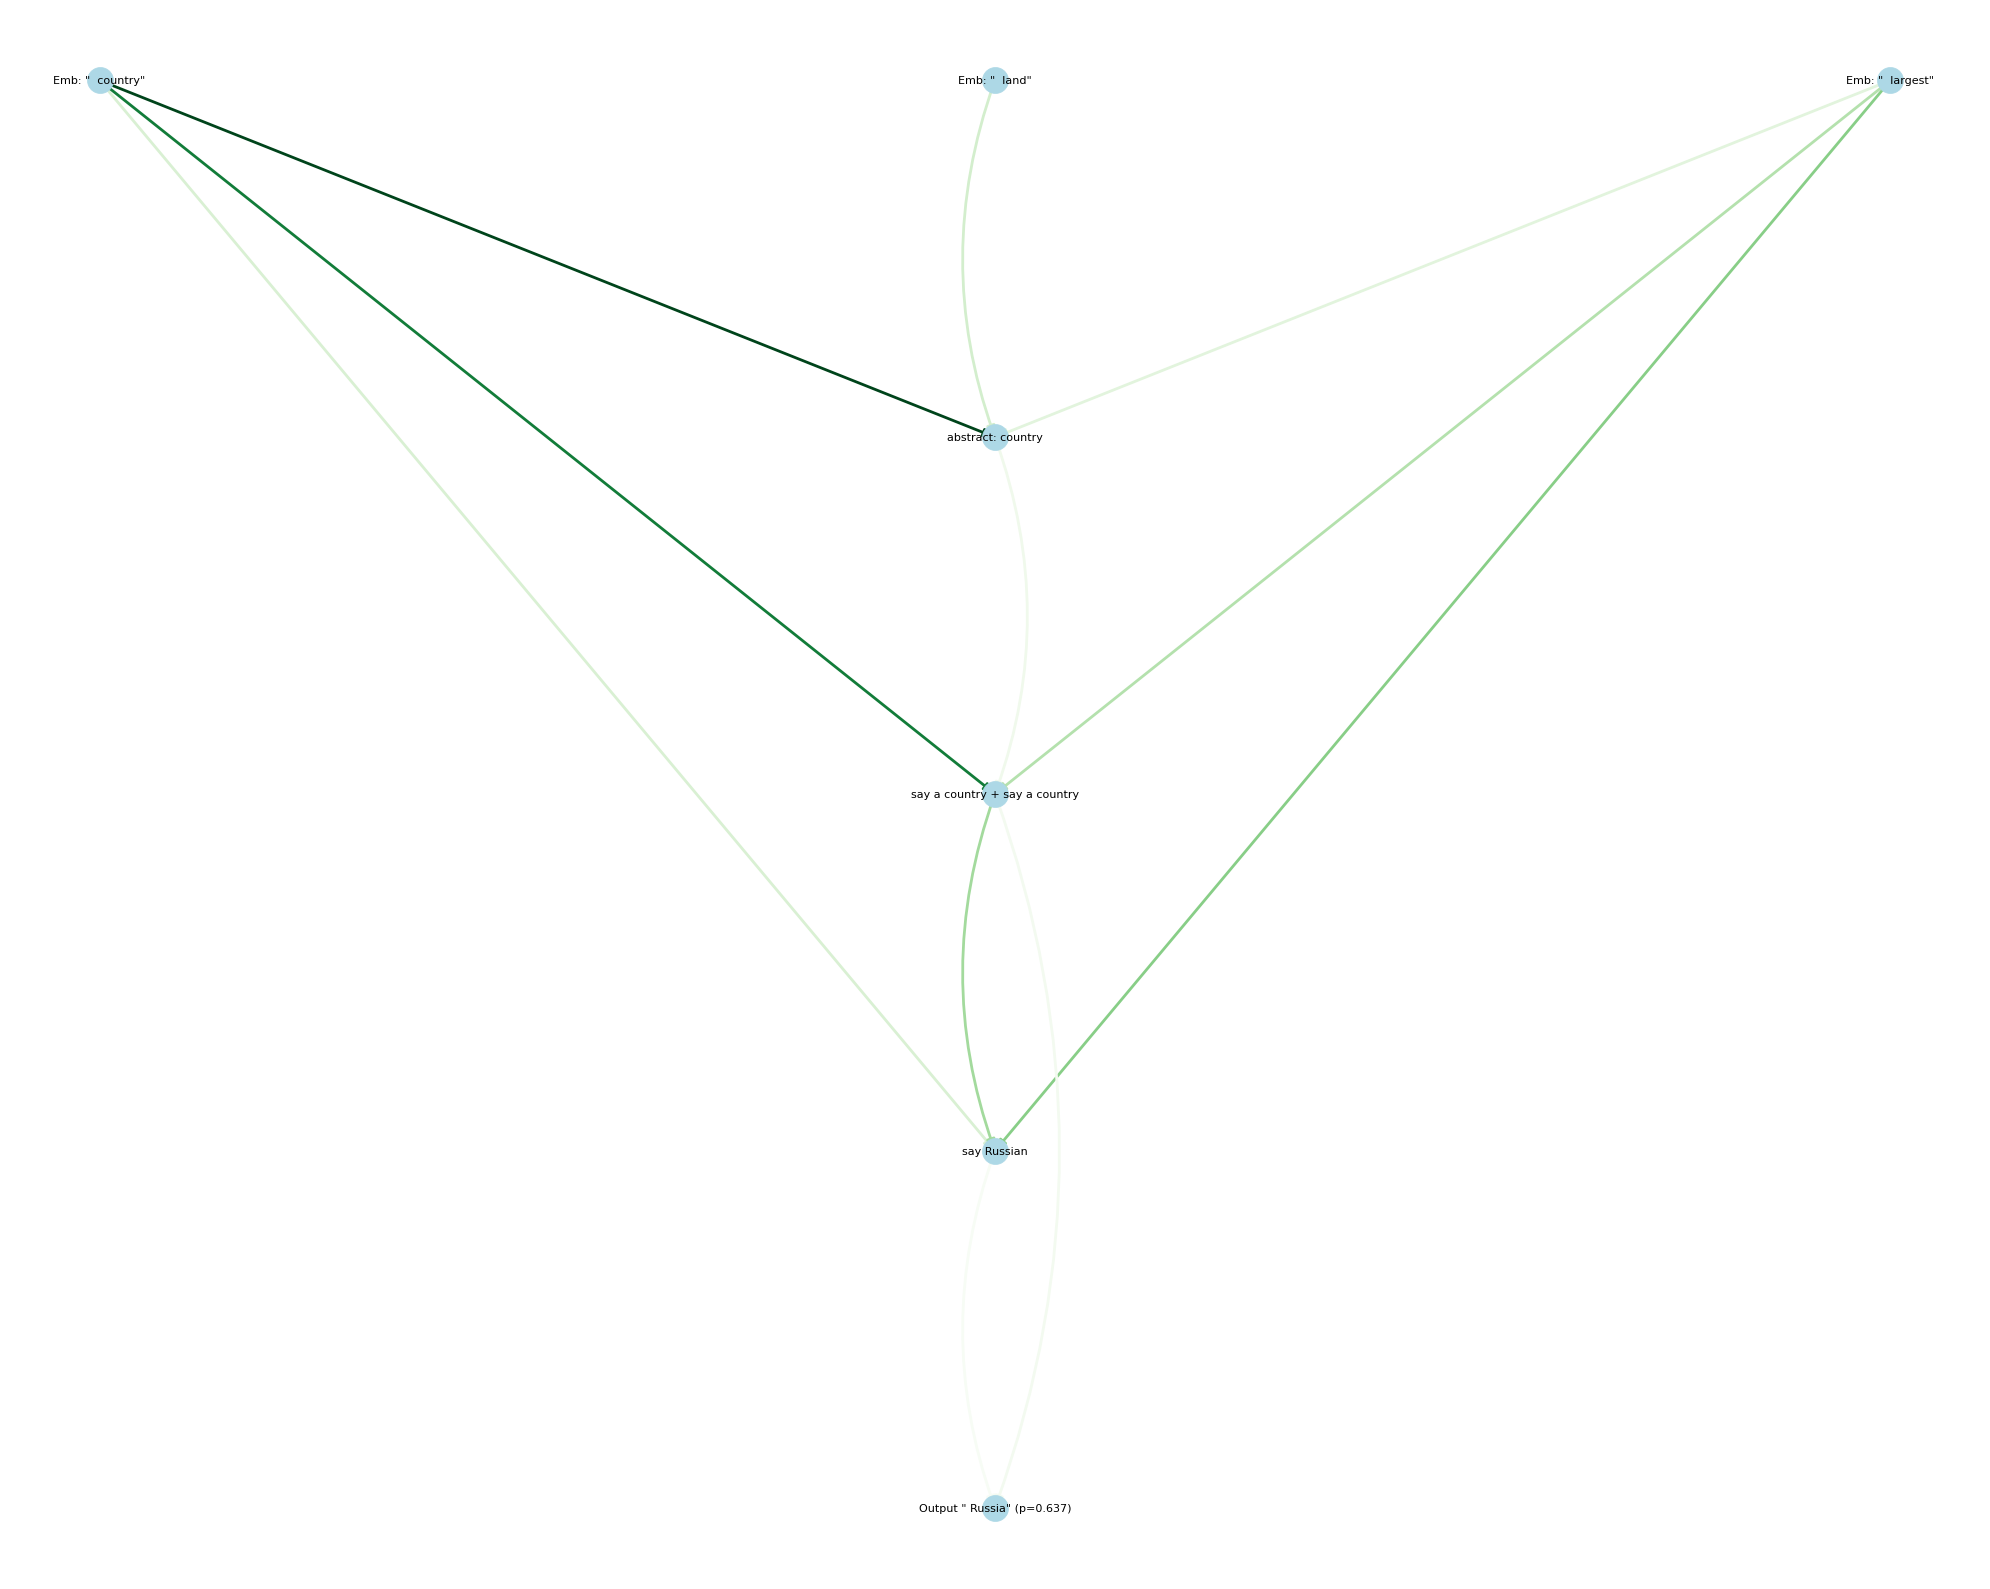 Emb: "  country"
Emb: "  land"
Emb: "  largest"
abstract: country
say a country + say a country
say Russian
Output " Russia" (p=0.637)